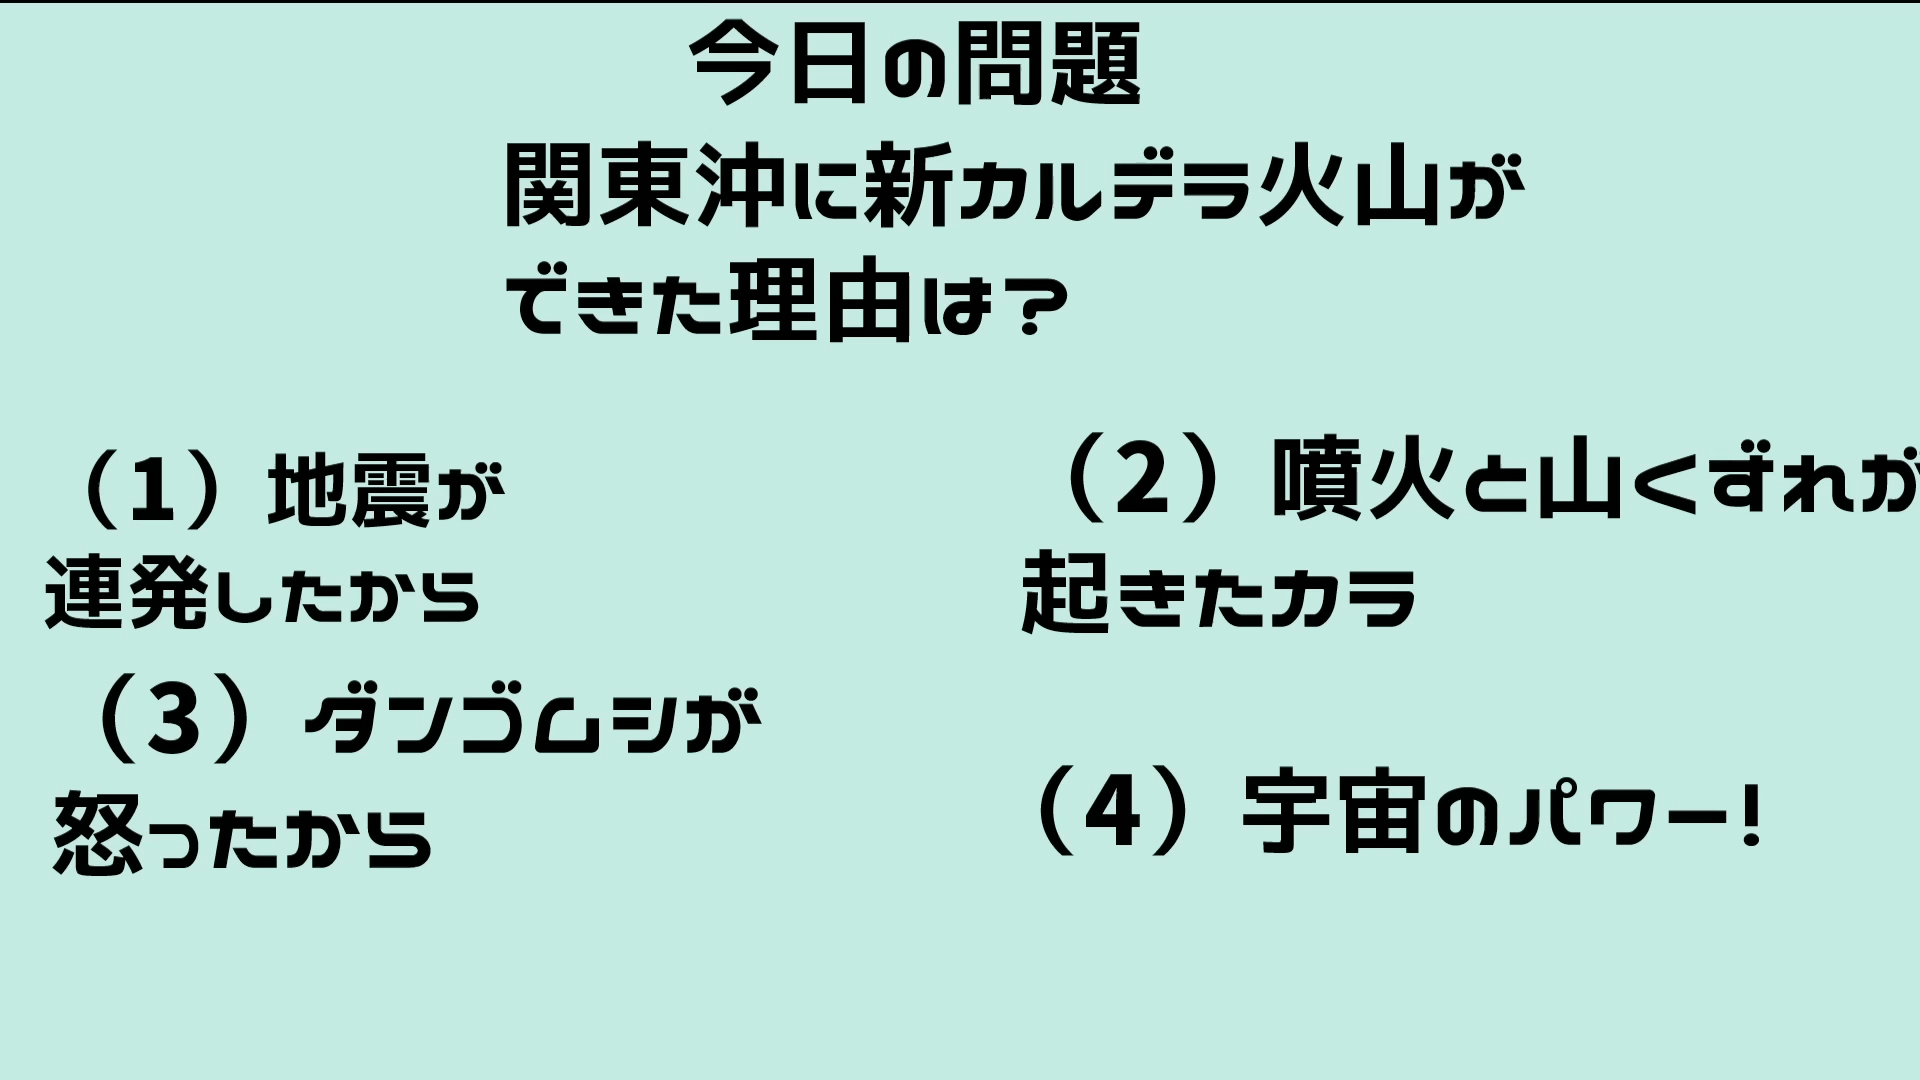 今日の問題
関東沖に新カルデラ火山が
できた理由は？
（1）地震が
連発したから
（2）噴火と山くずれが
起きたカラ
（3）ダンゴムシが
怒ったから
（4）宇宙のパワー！